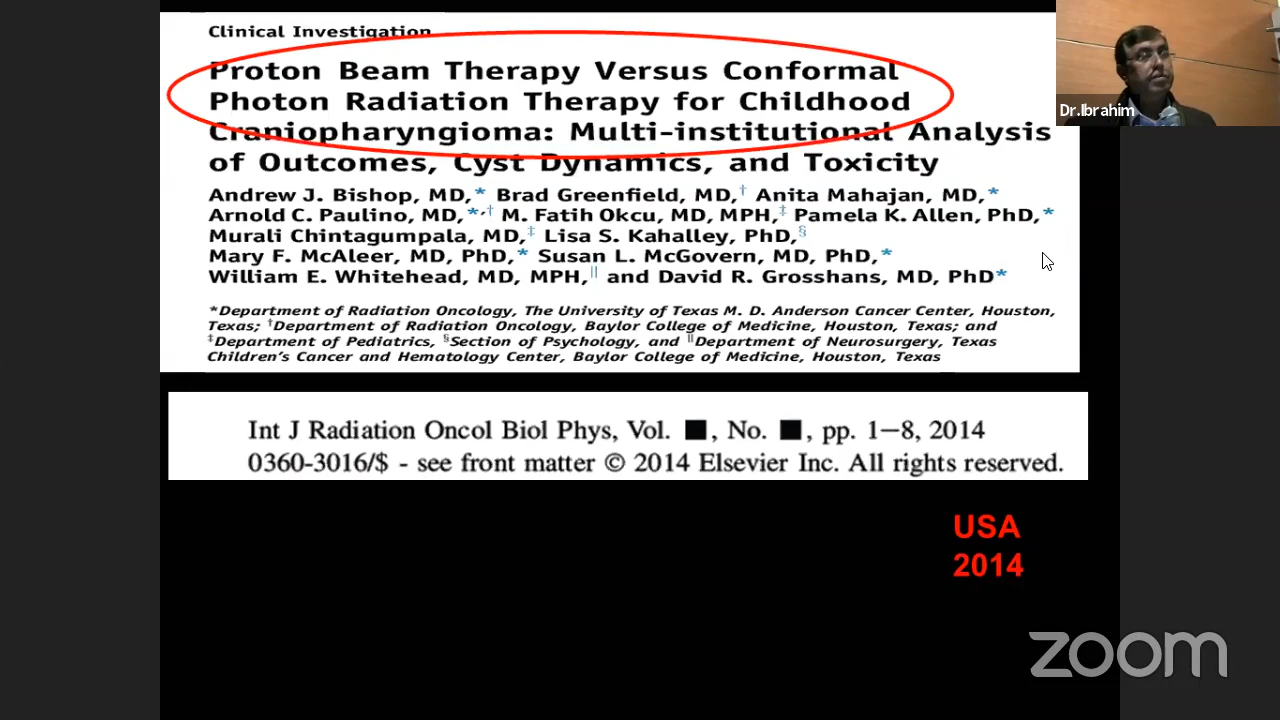 Clinical Investigation
Proton Beam Therapy Versus Conformal
Photon Radiation Therapy for Childhood
Craniopharyngioma: Multi-institutional Analysis
of Outcomes, Cyst Dynamics, and Toxicity
Andrew J. Bishop, MD,* Brad Greenfield, MD,† Anita Mahajan, MD,*
Arnold C. Paulino, MD,*,† M. Fatih Okcu, MD, MPH,‡ Pamela K. Allen, PhD,*
Murali Chintagumpala, MD,‡ Lisa S. Kahalley, PhD,§
Mary F. McAleer, MD, PhD,* Susan L. McGovern, MD, PhD,*
William E. Whitehead, MD, MPH,|| and David R. Grosshans, MD, PhD*
*Department of Radiation Oncology, The University of Texas M. D. Anderson Cancer Center, Houston,
Texas; †Department of Radiation Oncology, Baylor College of Medicine, Houston, Texas; and
‡Department of Pediatrics, §Section of Psychology, and ||Department of Neurosurgery, Texas
Children's Cancer and Hematology Center, Baylor College of Medicine, Houston, Texas
Int J Radiation Oncol Biol Phys, Vol. ■, No. ■, pp. 1–8, 2014
0360-3016/$ - see front matter © 2014 Elsevier Inc. All rights reserved.
USA
2014
Dr.Ibrahim
zoom